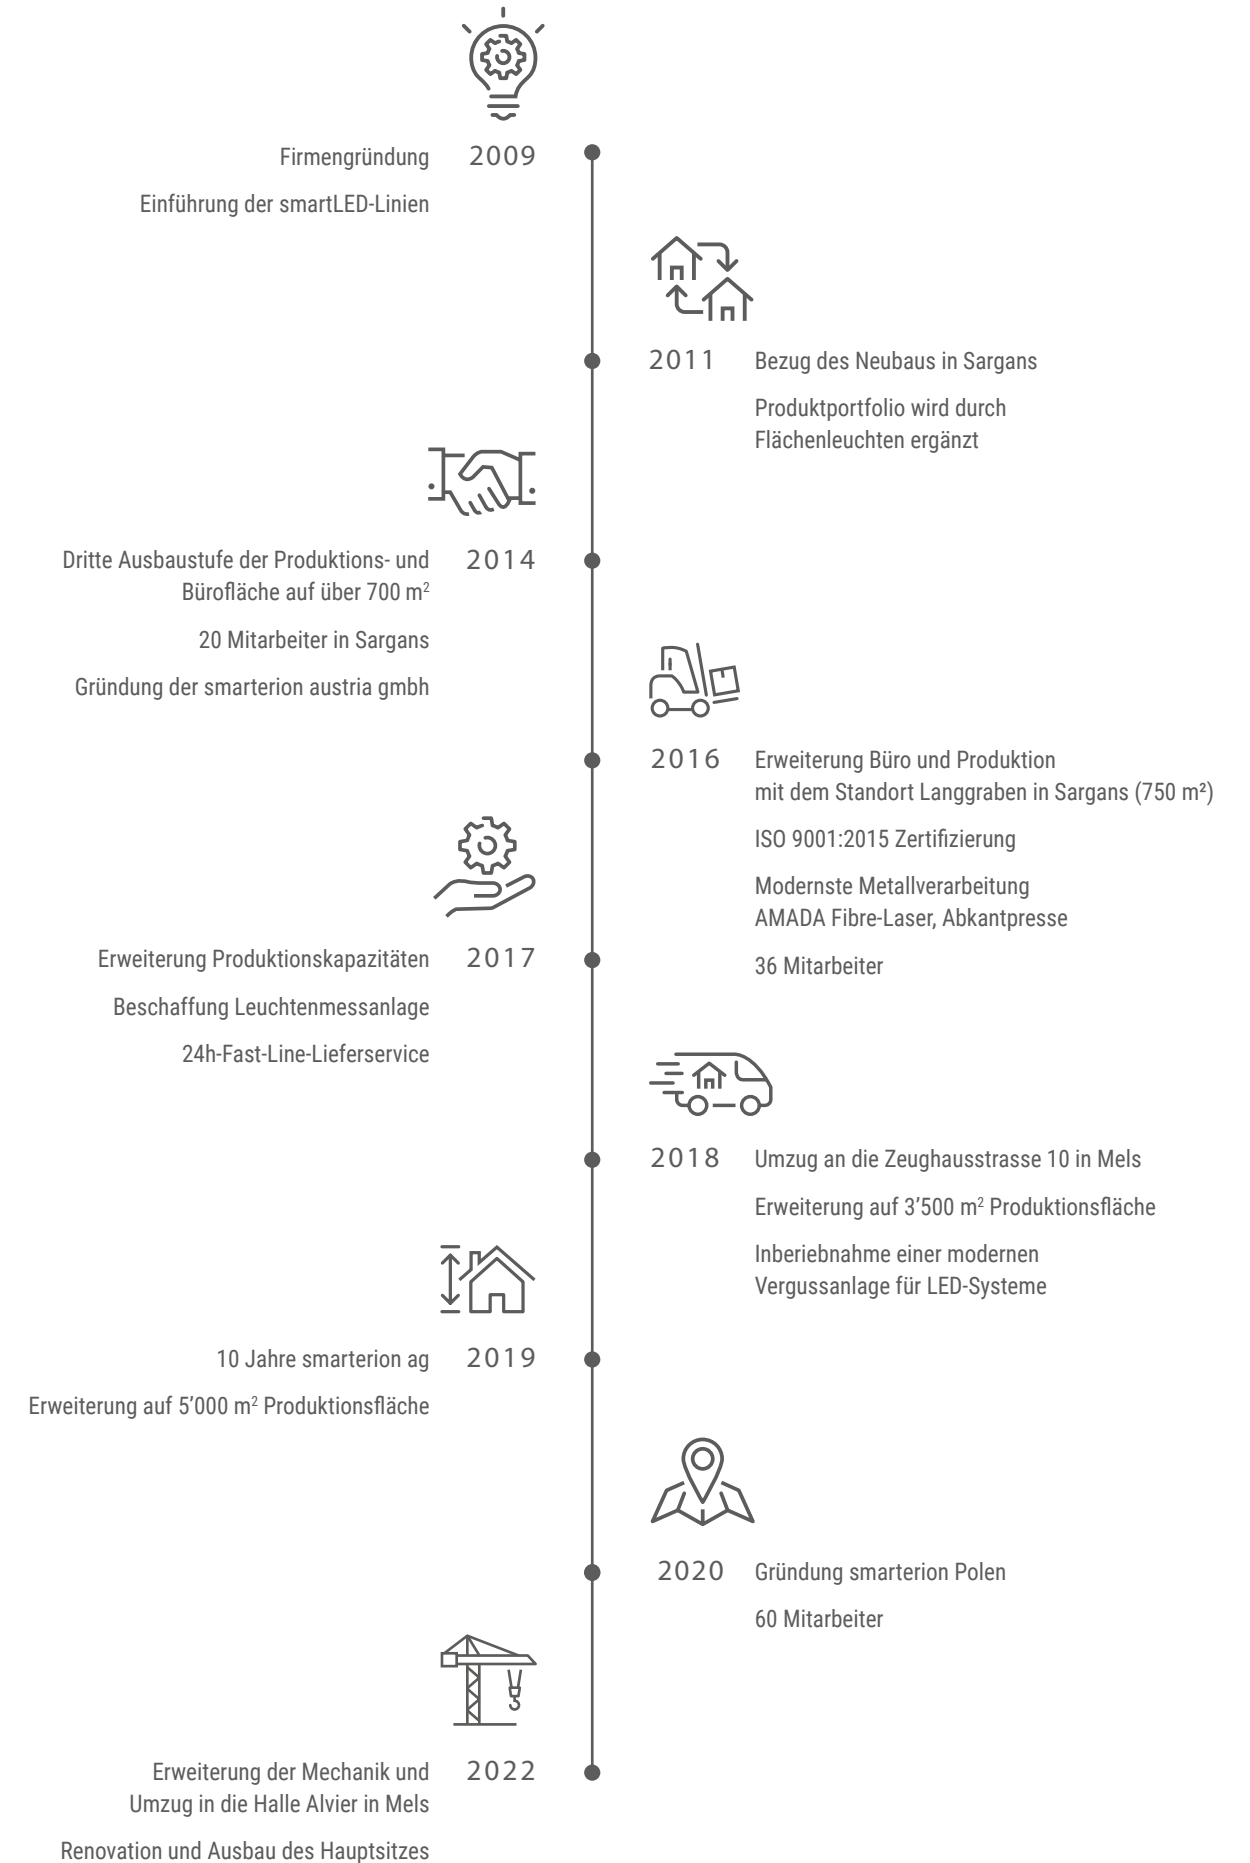 Firmengründung 2009
Einführung der smartLED-Linien
2011 Bezug des Neubaus in Sargans
Produktportfolio wird durch
Flächenleuchten ergänzt
Dritte Ausbaustufe der Produktions- und 2014
Bürofläche auf über 700 m²
20 Mitarbeiter in Sargans
Gründung der smarterion austria gmbh
2016 Erweiterung Büro und Produktion
mit dem Standort Langgraben in Sargans (750 m²)
ISO 9001:2015 Zertifizierung
Modernste Metallverarbeitung
AMADA Fibre-Laser, Abkantpresse
36 Mitarbeiter
Erweiterung Produktionskapazitäten 2017
Beschaffung Leuchtenmessanlage
24h-Fast-Line-Lieferservice
2018 Umzug an die Zeughausstrasse 10 in Mels
Erweiterung auf 3’500 m² Produktionsfläche
Inberiebnahme einer modernen
Vergussanlage für LED-Systeme
10 Jahre smarterion ag 2019
Erweiterung auf 5’000 m² Produktionsfläche
2020 Gründung smarterion Polen
60 Mitarbeiter
Erweiterung der Mechanik und 2022
Umzug in die Halle Alvier in Mels
Renovation und Ausbau des Hauptsitzes